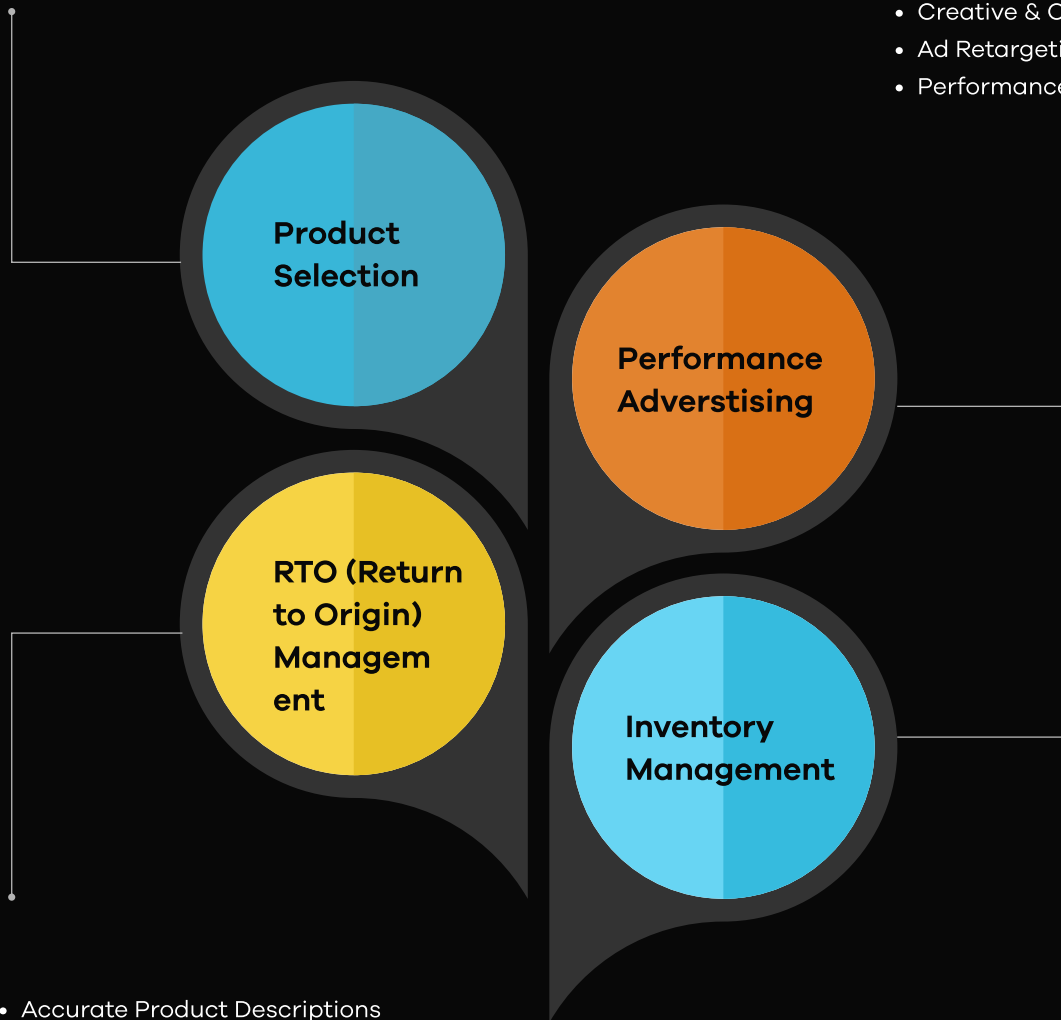 • Creative &
• Ad
• Performance
Product
Selection
Performance
Adverstising
RTO (Return
to Origin)
Managem
ent
Inventory
Management
• Accurate Product Descriptions